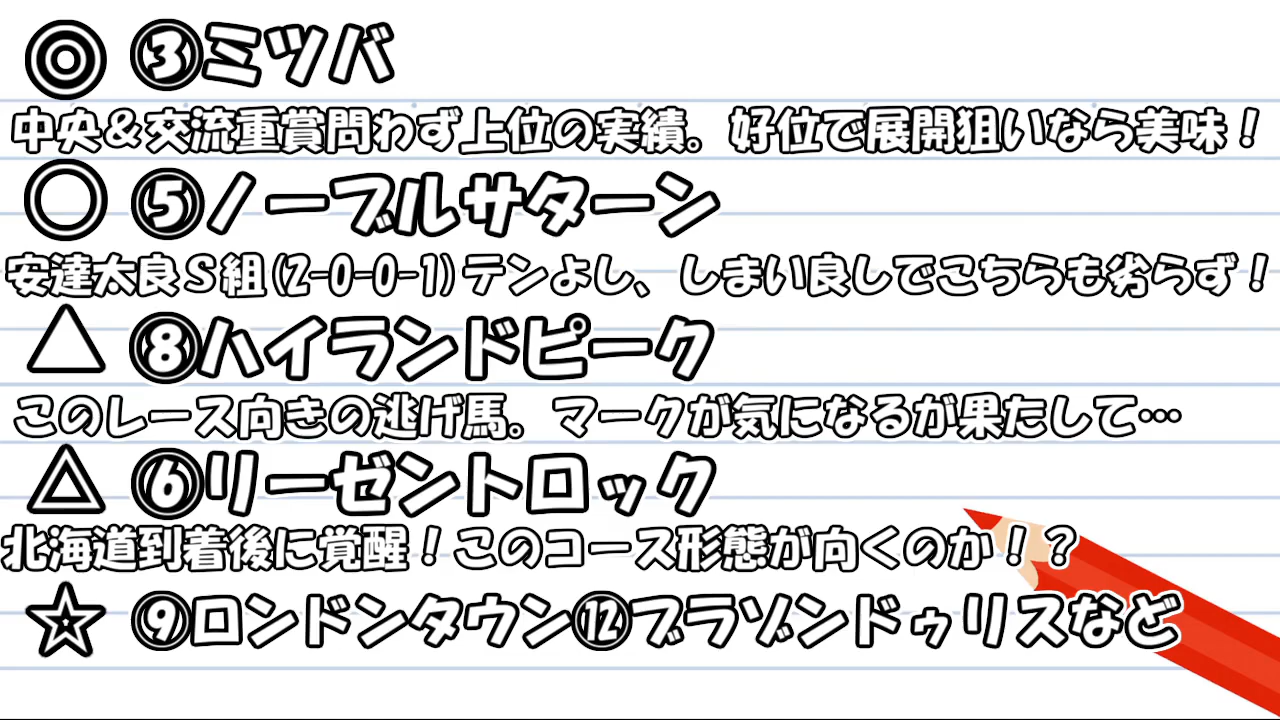 ◎ ③ミツバ
中央＆交流重賞問わず上位の実績。好位で展開狙いなら美味！
○ ⑤ノーブルサターン
安達太良Ｓ組(2-0-0-1)テンよし、しまい良しでこちらも劣らず！
△ ⑧ハイランドピーク
このレース向きの逃げ馬。マークが気になるが果たして…
△ ⑥リーゼントロック
北海道到着後に覚醒！このコース形態が向くのか！？
☆ ⑨ロンドンタウン⑫ブラゾンドゥリスなど